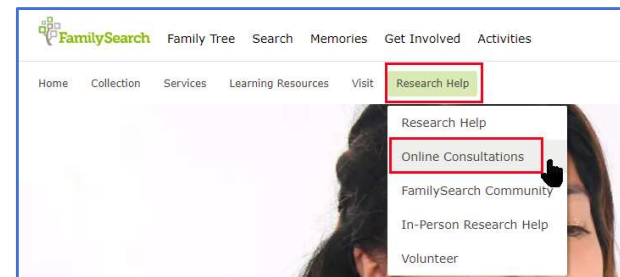 FamilySearch Family Tree Search Memories Get Involved Activities
Home Collection Services Learning Resources Visit Research Help
Research Help
Online Consultations
FamilySearch Community
In-Person Research Help
Volunteer